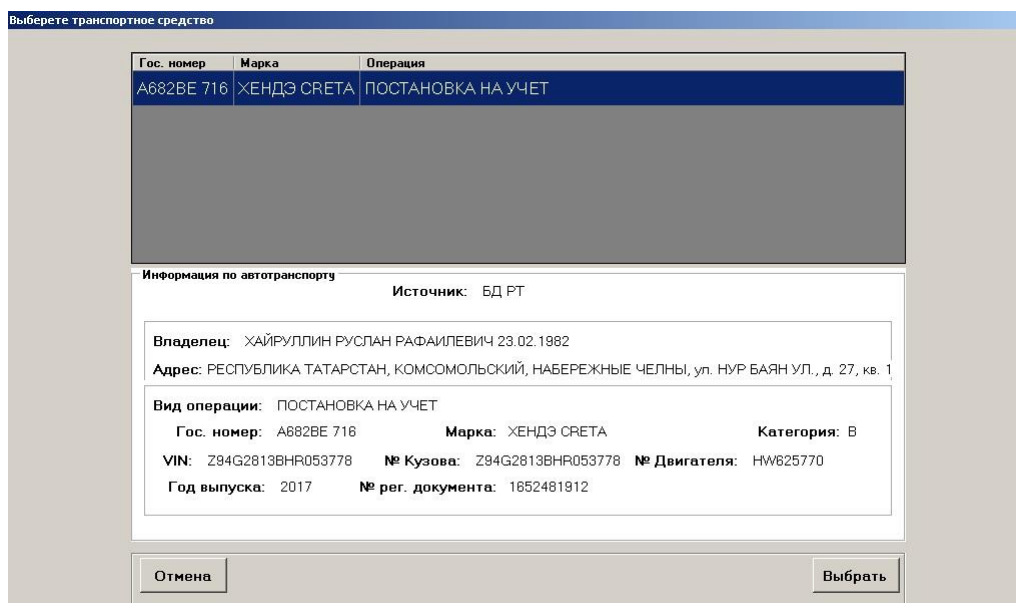 Выберете транспортное средство
Гос. номер Марка Операция
А682ВЕ 716 ХЕНДЭ CRETA ПОСТАНОВКА НА УЧЕТ
Информация по автотранспорту
Источник: БД РТ
Владелец: ХАЙРУЛЛИН РУСЛАН РАФАИЛЕВИЧ 23.02.1982
Адрес: РЕСПУБЛИКА ТАТАРСТАН, КОМСОМОЛЬСКИЙ, НАБЕРЕЖНЫЕ ЧЕЛНЫ, ул. НУР БАЯН УЛ., д. 27, кв. 1
Вид операции: ПОСТАНОВКА НА УЧЕТ
Гос. номер: А682ВЕ 716 Марка: ХЕНДЭ CRETA Категория: В
VIN: Z94G2813BHR053778 № Кузова: Z94G2813BHR053778 № Двигателя: HW625770
Год выпуска: 2017 № рег. документа: 1652481912
Отмена Выбрать